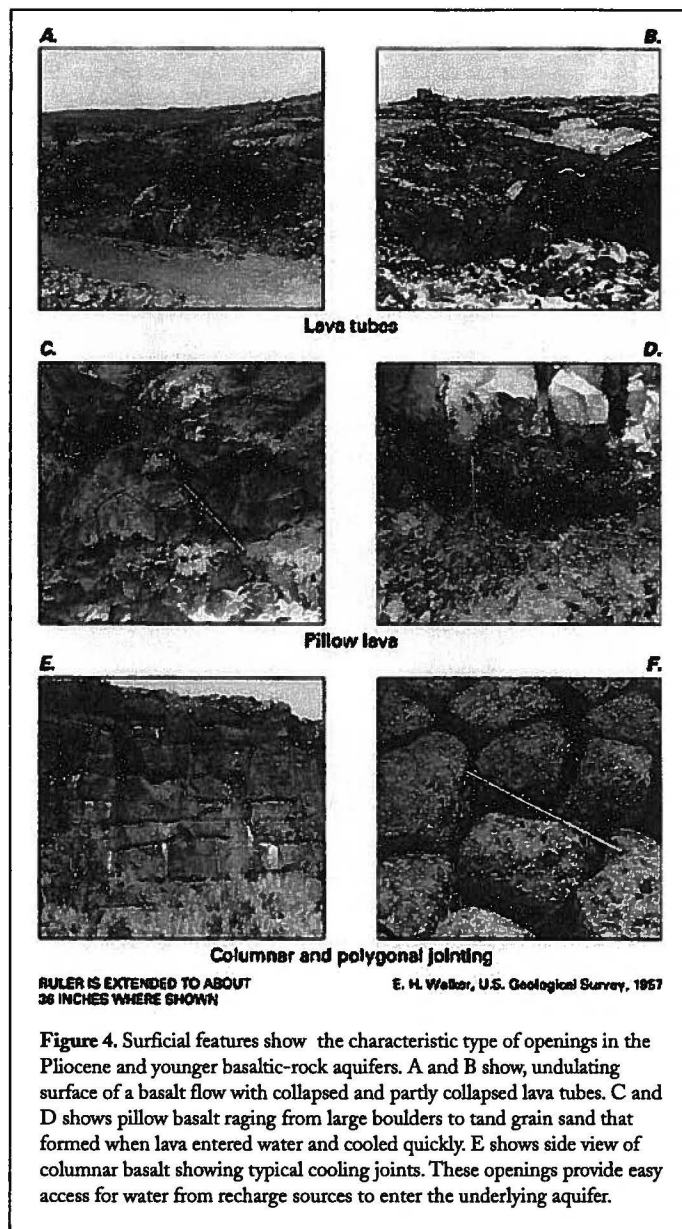 A.
B.
Lava tubes
C.
D.
Pillow lava
E.
F.
Columnar and polygonal jointing
RULER IS EXTENDED TO ABOUT
36 INCHES WHERE SHOWN
E. H. Walker, U.S. Geological Survey, 1957
Figure 4. Surficial features show the characteristic type of openings in the
Pliocene and younger basaltic-rock aquifers. A and B show, undulating
surface of a basalt flow with collapsed and partly collapsed lava tubes. C and
D shows pillow basalt raging from large boulders to tand grain sand that
formed when lava entered water and cooled quickly. E shows side view of
columnar basalt showing typical cooling joints. These openings provide easy
access for water from recharge sources to enter the underlying aquifer.